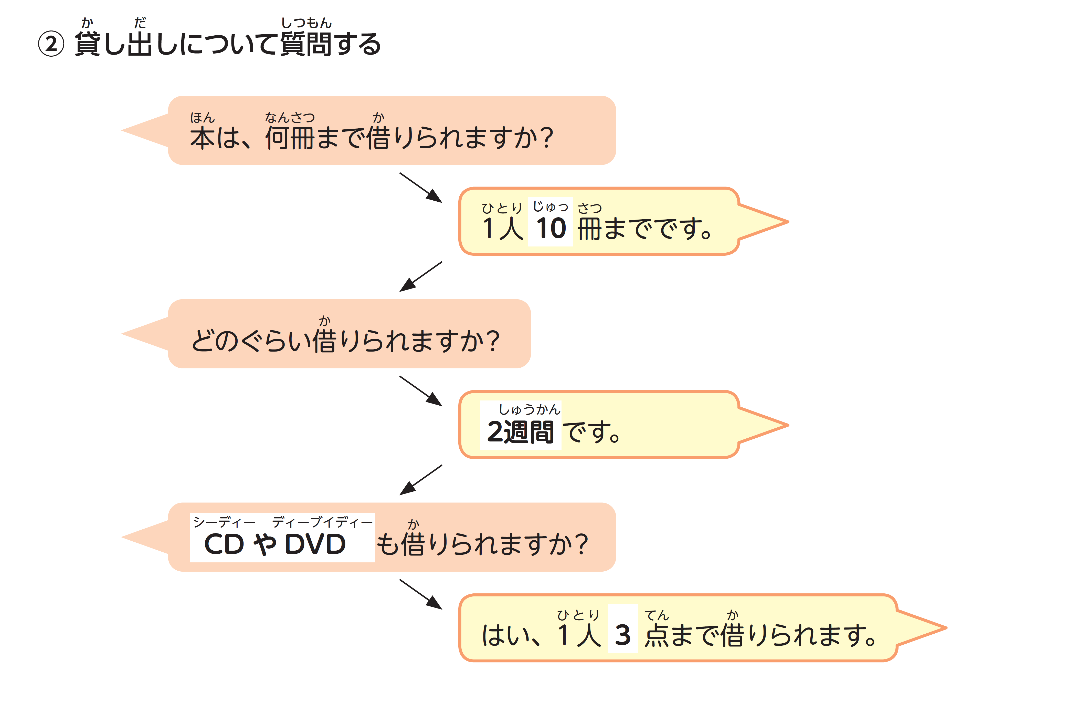 ② 貸し出しについて質問する
本は、何冊まで借りられますか?
1人 10 冊までです。
どのぐらい借りられますか?
2週間です。
CD や DVD も借りられますか?
はい、1人 3 点まで借りられます。